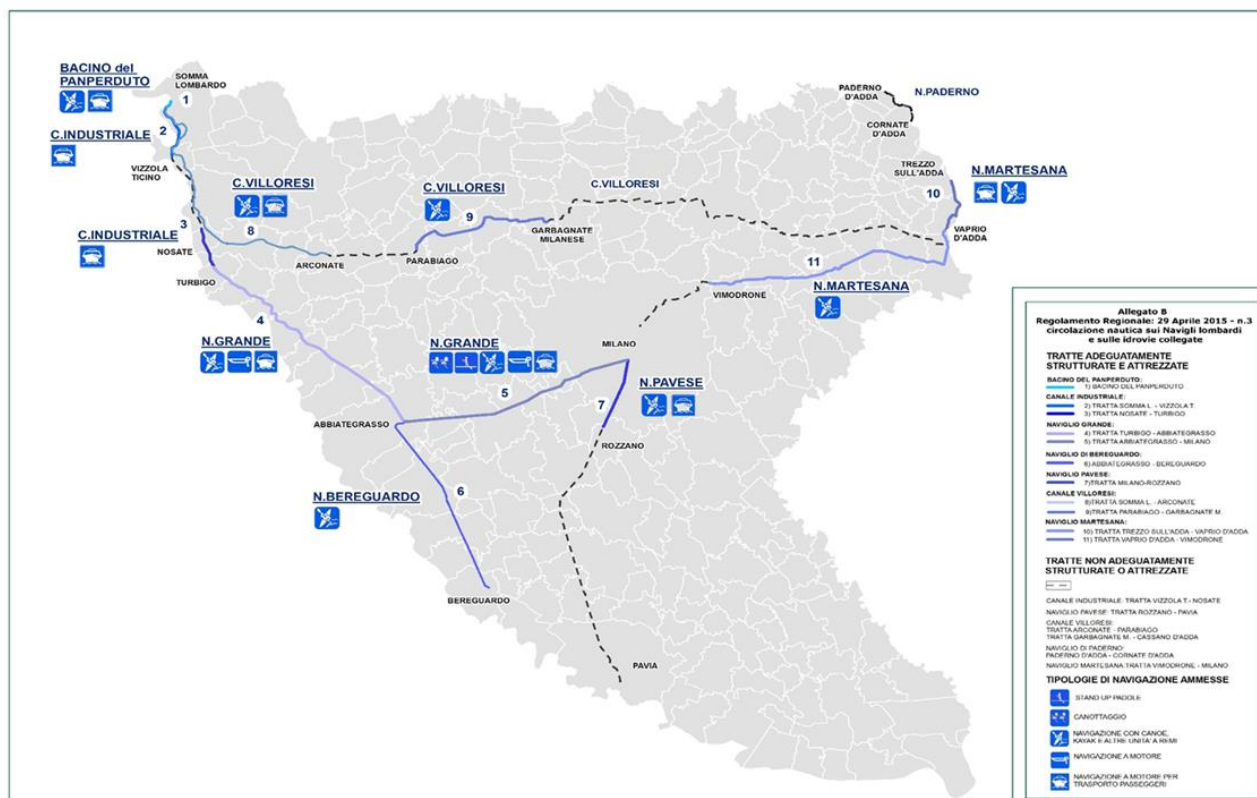 BACINO del
PANPERDUTO
SOMMA
LOMBARDO
1
2
C.INDUSTRIALE
VIZZOLA
TICINO
PADERNO
D'ADDA
N.PADERNO
CORNATE
D'ADDA
TREZZO
SULL'ADDA
10
N.MARTESANA
VAPRIO
D'ADDA
C.VILLORESI
C.VILLORESI
C.VILLORESI
3
8
9
C.INDUSTRIALE
NOSATE
ARCONATE
PARABIAGO
GARBAGNATE
MILANESE
TURBIGO
11
VIMODRONE
N.MARTESANA
4
N.GRANDE
N.GRANDE
MILANO
5
N.PAVESE
7
ABBIATEGRASSO
ROZZANO
6
N.BEREGUARDO
BEREGUARDO
PAVIA
Allegato B
Regolamento Regionale: 29 Aprile 2015 - n.3
circolazione nautica sui Navigli lombardi
e sulle idrovie collegate
TRATTE ADEGUATAMENTE
STRUTTURATE E ATTREZZATE
BACINO DEL PANPERDUTO:
1) BACINO DEL PANPERDUTO
CANALE INDUSTRIALE:
2) TRATTA SOMMA L. - VIZZOLA T.
3) TRATTA NOSATE - TURBIGO
NAVIGLIO GRANDE:
4) TRATTA TURBIGO - ABBIATEGRASSO
5) TRATTA ABBIATEGRASSO - MILANO
NAVIGLIO DI BEREGUARDO:
6) ABBIATEGRASSO - BEREGUARDO
NAVIGLIO PAVESE:
7)TRATTA MILANO-ROZZANO
CANALE VILLORESI:
8)TRATTA SOMMA L. - ARCONATE
9)TRATTA PARABIAGO - GARBAGNATE M.
NAVIGLIO MARTESANA:
10) TRATTA TREZZO SULL'ADDA - VAPRIO D'ADDA
11) TRATTA VAPRIO D'ADDA - VIMODRONE
TRATTE NON ADEGUATAMENTE
STRUTTURATE O ATTREZZATE
CANALE INDUSTRIALE: TRATTA VIZZOLA T.- NOSATE
NAVIGLIO PAVESE: TRATTA ROZZANO - PAVIA
CANALE VILLORESI:
TRATTA ARCONATE - PARABIAGO
TRATTA GARBAGNATE M. - CASSANO D'ADDA
NAVIGLIO DI PADERNO:
PADERNO D'ADDA - CORNATE D'ADDA
NAVIGLIO MARTESANA:TRATTA VIMODRONE - MILANO
TIPOLOGIE DI NAVIGAZIONE AMMESSE
STAND UP PADDLE
CANOTTAGGIO
NAVIGAZIONE CON CANOE,
KAYAK E ALTRE UNITA' A REMI
NAVIGAZIONE A MOTORE
NAVIGAZIONE A MOTORE PER
TRASPORTO PASSEGGERI